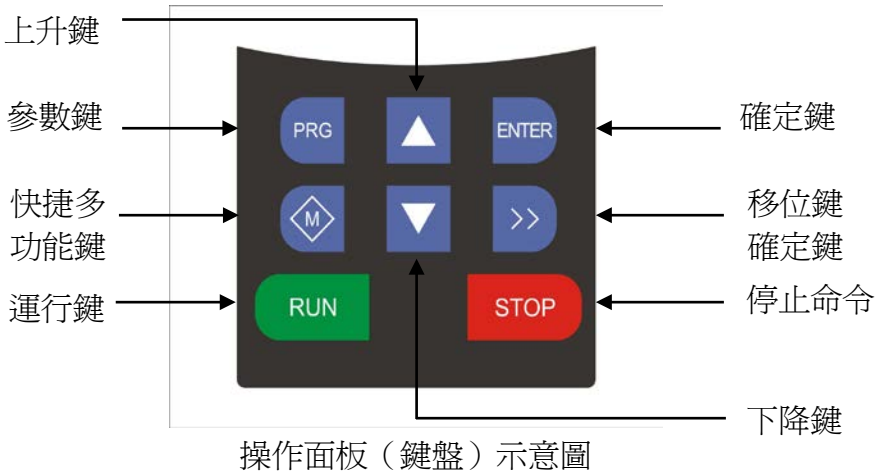 上升鍵
參數鍵
PRG
ENTER
確定鍵
快捷多
功能鍵
M
>>
移位鍵
確定鍵
運行鍵
RUN
STOP
停止命令
下降鍵
操作面板（鍵盤）示意圖